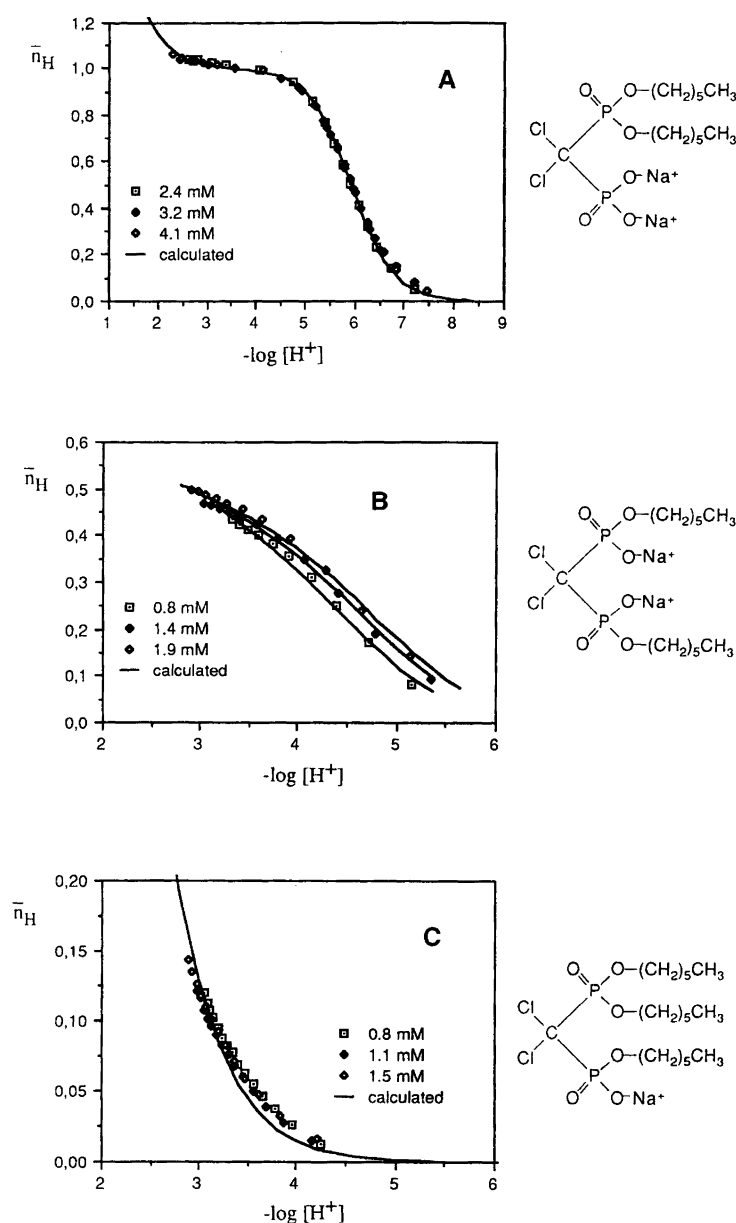 n̄H
1,2
1,0
0,8
0,6
0,4
0,2
0,0
A
2.4 mM
3.2 mM
4.1 mM
calculated
1 2 3 4 5 6 7 8 9
-log [H+]
O O-(CH2)5CH3
P
O-(CH2)5CH3
Cl
C
Cl
P O- Na+
O O- Na+
n̄H
0,6
0,5
0,4
0,3
0,2
0,1
0,0
B
0.8 mM
1.4 mM
1.9 mM
calculated
2 3 4 5 6
-log [H+]
O O-(CH2)5CH3
P
O- Na+
Cl
C
Cl
O- Na+
P
O O-(CH2)5CH3
n̄H
0,20
0,15
0,10
0,05
0,00
C
0.8 mM
1.1 mM
1.5 mM
calculated
2 3 4 5 6
-log [H+]
O O-(CH2)5CH3
P
O-(CH2)5CH3
Cl
C
Cl
O-(CH2)5CH3
P
O O- Na+